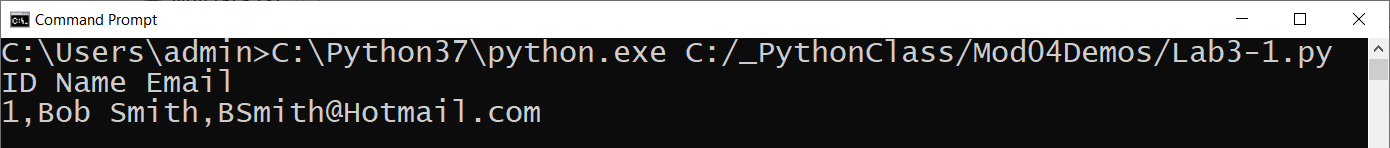 Command Prompt
C:\Users\admin>C:\Python37\python.exe C:/_PythonClass/Mod04Demos/Lab3-1.py
ID Name Email
1,Bob Smith,BSmith@Hotmail.com